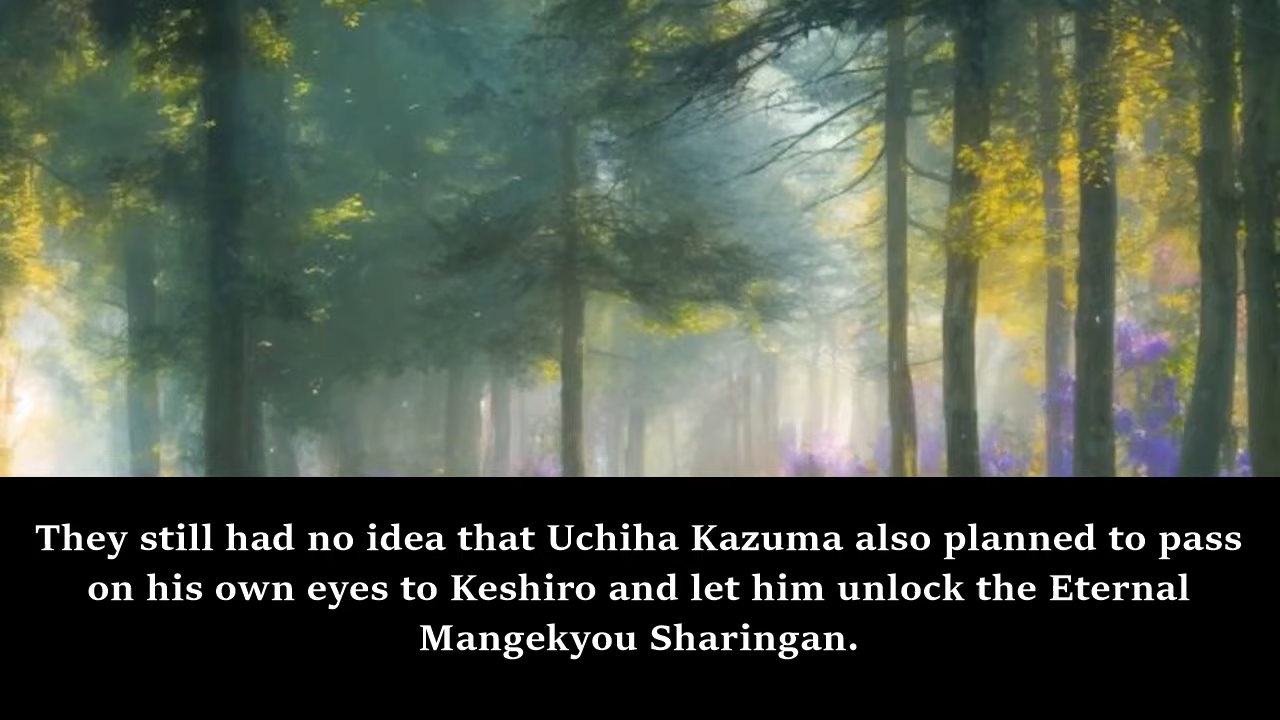 They still had no idea that Uchiha Kazuma also planned to pass
on his own eyes to Keshiro and let him unlock the Eternal
Mangekyou Sharingan.